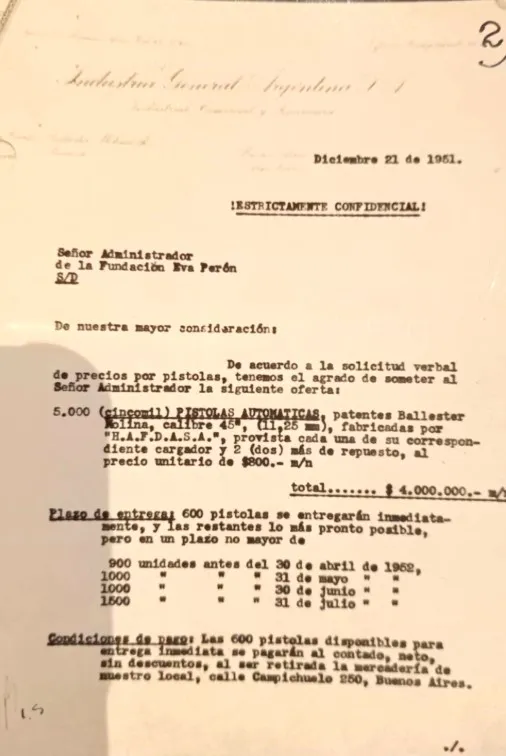 2
Industrial General Argentina S A
Diciembre 21 de 1951.
!ESTRICTAMENTE CONFIDENCIAL!
Señor Administrador
de la Fundación Eva Perón
S/D
De nuestra mayor consideración:
De acuerdo a la solicitud verbal
de precios por pistolas, tenemos el agrado de someter al
Señor Administrador la siguiente oferta:
5.000 (cincomil) PISTOLAS AUTOMATICAS, patentes Ballester
Molina, calibre 45", (11,25 mm), fabricadas por
"H.A.F.D.A.S.A.", provista cada una de su correspon-
diente cargador y 2 (dos) más de repuesto, al
precio unitario de $800.- m/n
total....... $ 4.000.000.- m/n
Plazo de entrega: 600 pistolas se entregarán inmediata-
mente, y las restantes lo más pronto posible,
pero en un plazo no mayor de
900 unidades antes del 30 de abril de 1952,
1000 " " " 31 de mayo " "
1000 " " " 30 de junio " "
1500 " " " 31 de julio " "
Condiciones de pago: Las 600 pistolas disponibles para
entrega inmediata se pagarán al contado, neto,
sin descuentos, al ser retirada la mercadería de
nuestro local, calle Campichuelo 250, Buenos Aires.
./.